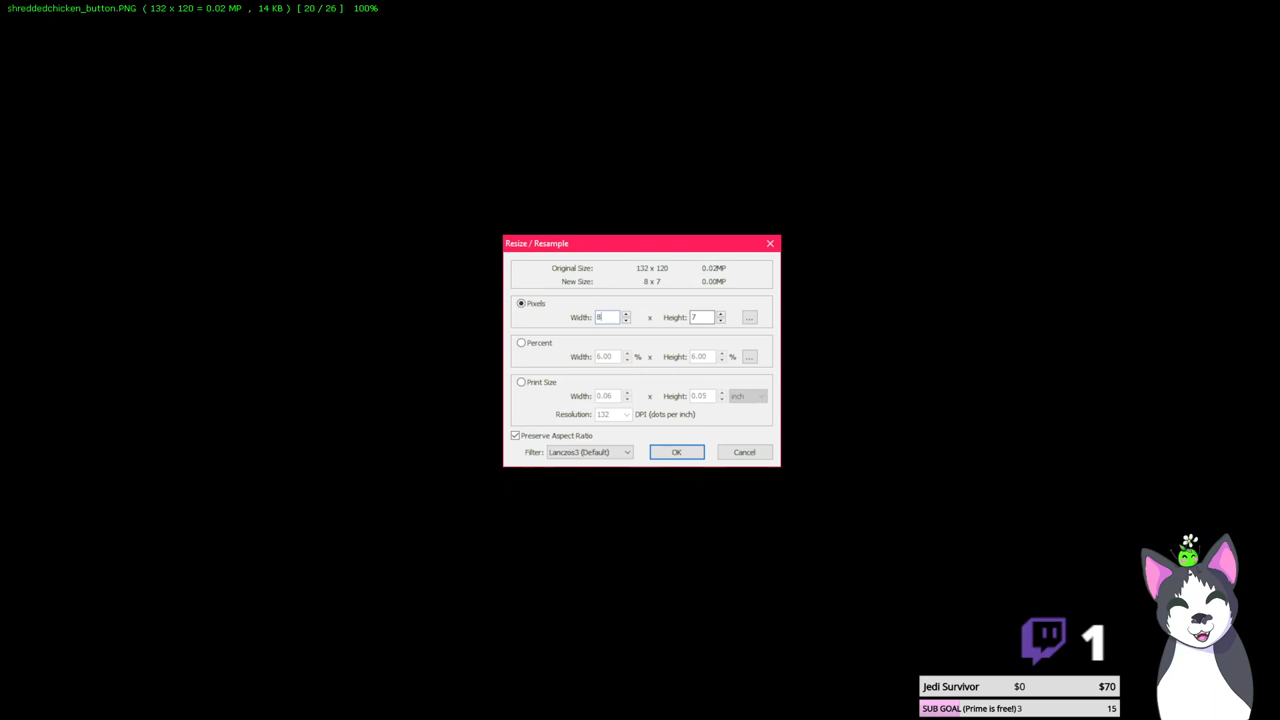 shreddedchicken_button.PNG ( 132 x 120 = 0.02 MP , 14 KB ) [ 20 / 26 ] 100%
Resize / Resample
Original Size: 132 x 120 0.02MP
New Size: 8 x 7 0.00MP
Pixels
Width: 8 x Height: 7 ...
Percent
Width: 6.00 % x Height: 6.00 % ...
Print Size
Width: 0.06 x Height: 0.05 inch
Resolution: 132 DPI (dots per inch)
Preserve Aspect Ratio
Filter: Lanczos3 (Default) OK Cancel
1
Jedi Survivor $0 $70
SUB GOAL (Prime is free!) 3 15